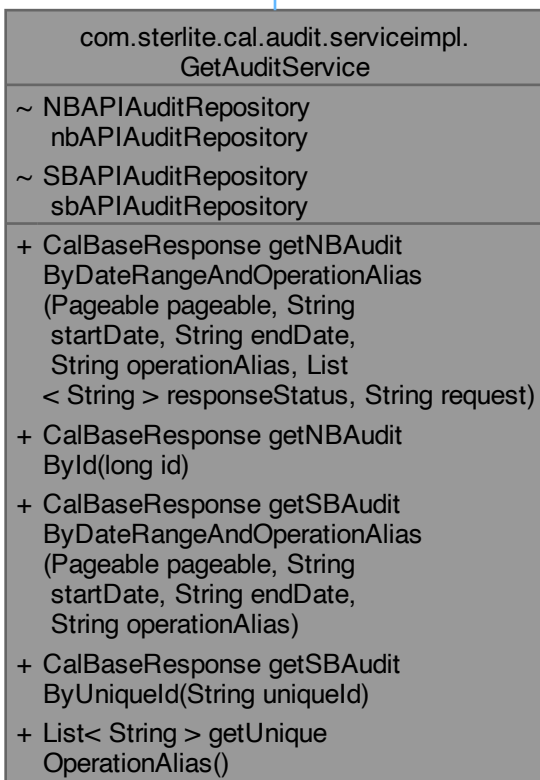 com.sterlite.cal.audit.serviceimpl.
GetAuditService
~ NBAPIAuditRepository
nbAPIAuditRepository
~ SBAPIAuditRepository
sbAPIAuditRepository
+ CalBaseResponse getNBAudit
ByDateRangeAndOperationAlias
(Pageable pageable, String
startDate, String endDate,
String operationAlias, List
< String > responseStatus, String request)
+ CalBaseResponse getNBAudit
ById(long id)
+ CalBaseResponse getSBAudit
ByDateRangeAndOperationAlias
(Pageable pageable, String
startDate, String endDate,
String operationAlias)
+ CalBaseResponse getSBAudit
ByUniqueId(String uniqueId)
+ List< String > getUnique
OperationAlias()